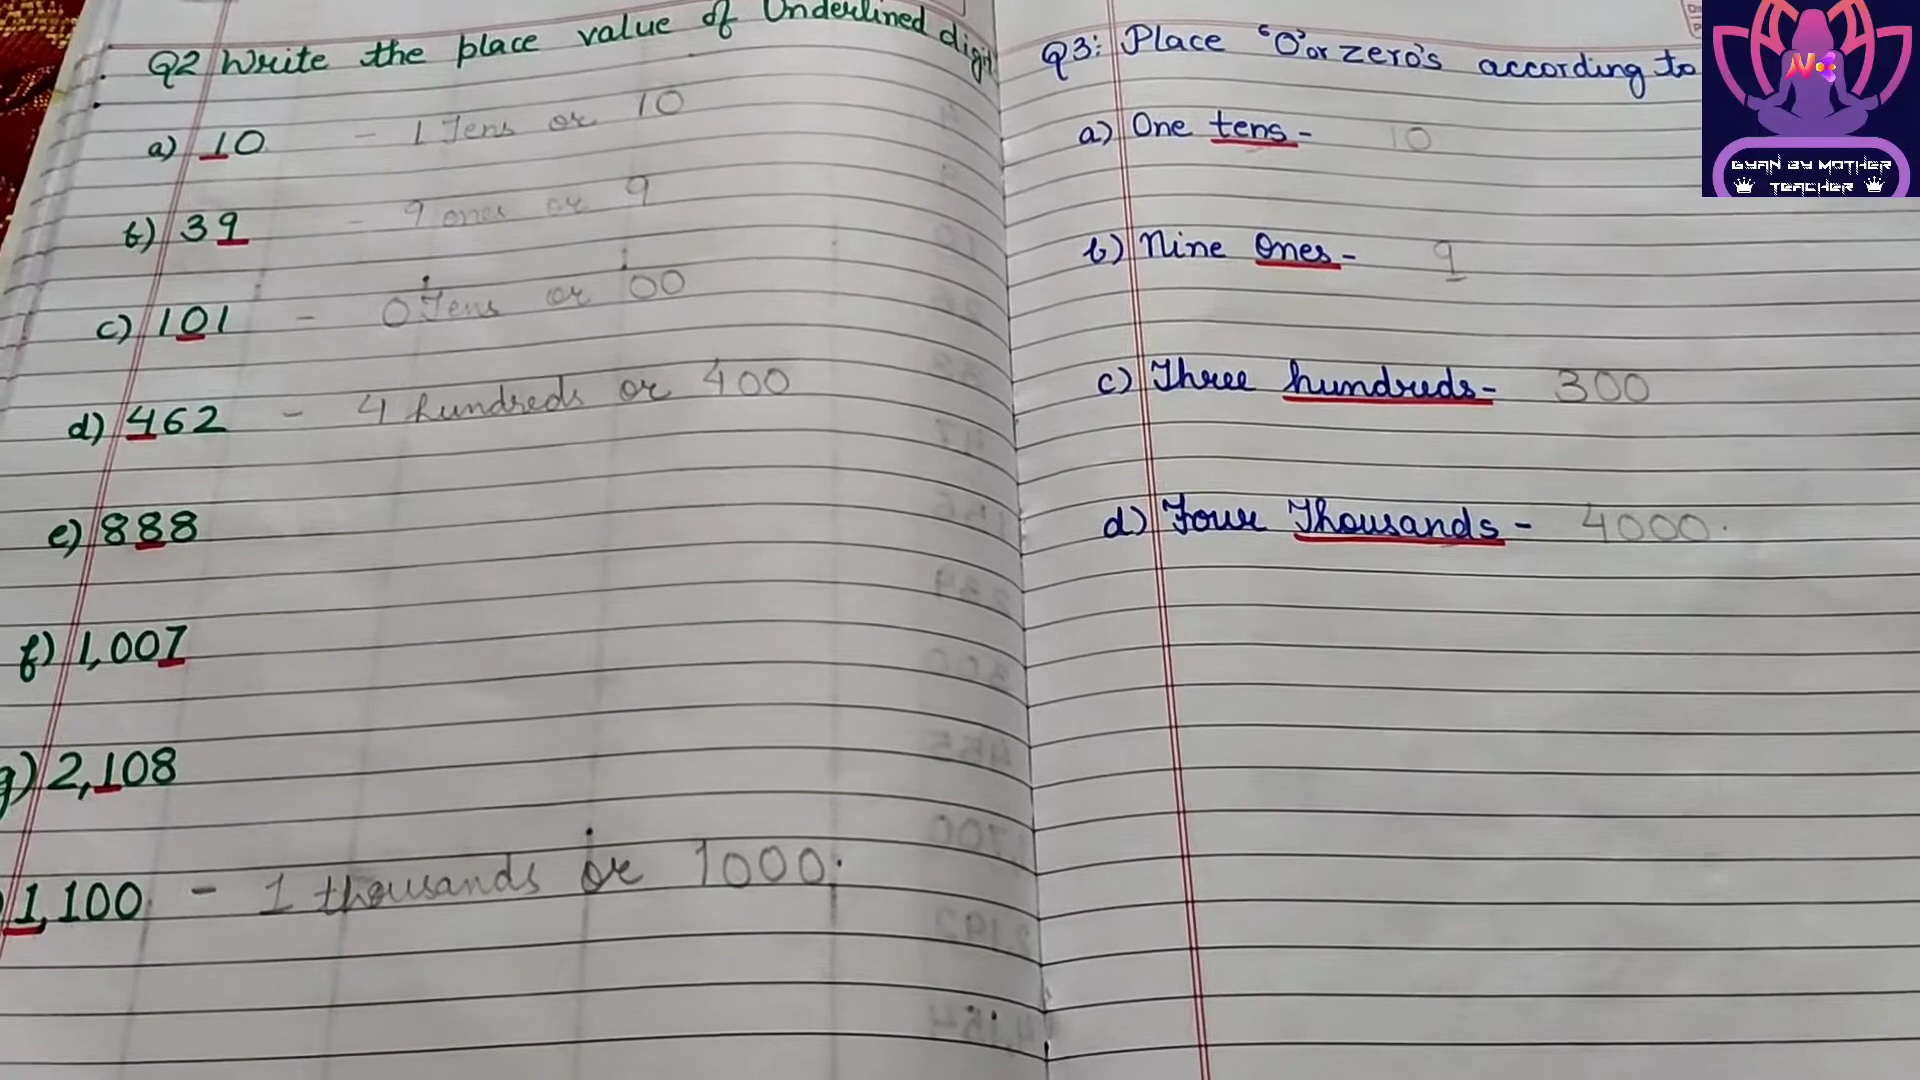 Q2 Write the place value of Underlined digit
a) 10 - 1 Tens or 10
b) 39 - 9 ones or 9
c) 101 - 0 Tens or 00
d) 462 - 4 hundreds or 400
e) 888
f) 1,007
g) 2,108
1,100 - 1 thousands or 1000.
Q3: Place "0" or zero's according to
a) One tens - 10
b) Nine Ones - 9
c) Three hundreds - 300
d) Four Thousands - 4000.
GYAN BY MOTHER
TEACHER